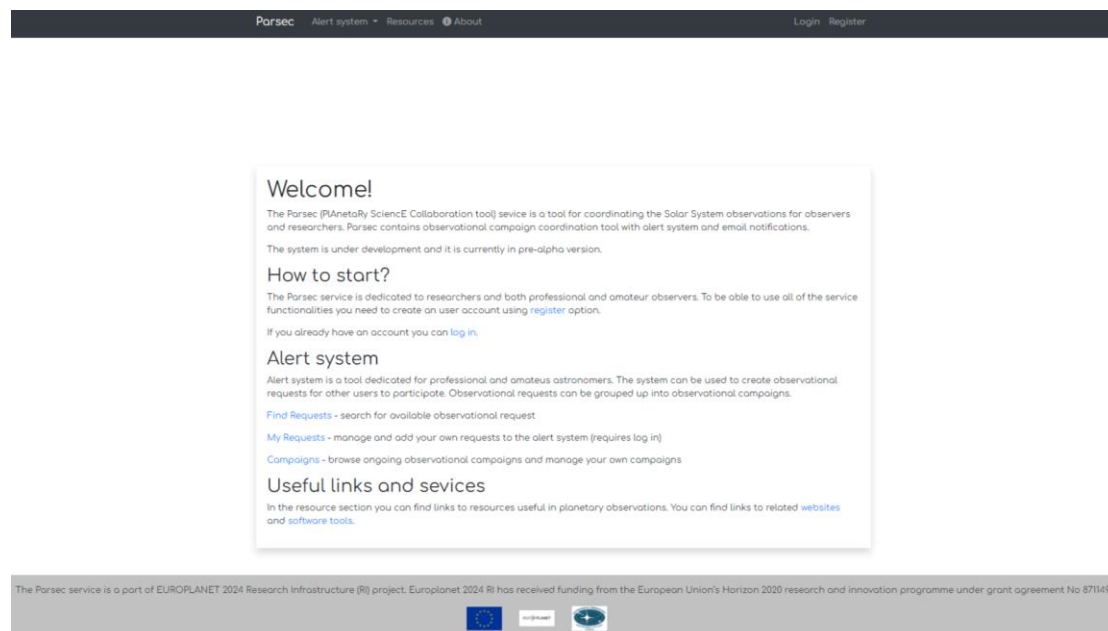 Parsec Alert system Resources About Login Register
Welcome!
The Parsec (PlAnetaRy SciencE Collaboration tool) sevice is a tool for coordinating the Solar System observations for observers
and researchers. Parsec contains observational campaign coordination tool with alert system and email notifications.
The system is under development and it is currently in pre-alpha version.
How to start?
The Parsec service is dedicated to researchers and both professional and amateur observers. To be able to use all of the service
functionalities you need to create an user account using register option.
If you already have an account you can log in.
Alert system
Alert system is a tool dedicated for professional and amateus astronomers. The system can be used to create observational
requests for other users to participate. Observational requests can be grouped up into observational campaigns.
Find Requests - search for available observational request
My Requests - manage and add your own requests to the alert system (requires log in)
Campaigns - browse ongoing observational campaigns and manage your own campaigns
Useful links and sevices
In the resource section you can find links to resources useful in planetary observations. You can find links to related websites
and software tools.
The Parsec service is a part of EUROPLANET 2024 Research Infrastructure (RI) project. Europlanet 2024 RI has received funding from the European Union's Horizon 2020 research and innovation programme under grant agreement No 871149